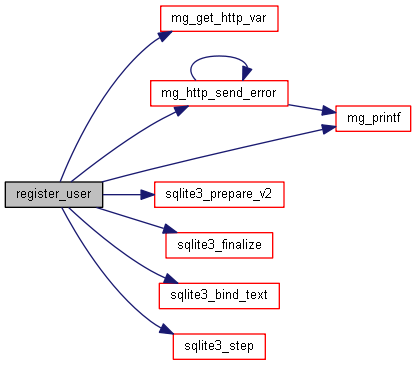 mg_get_http_var
mg_http_send_error
mg_printf
register_user
sqlite3_prepare_v2
sqlite3_finalize
sqlite3_bind_text
sqlite3_step